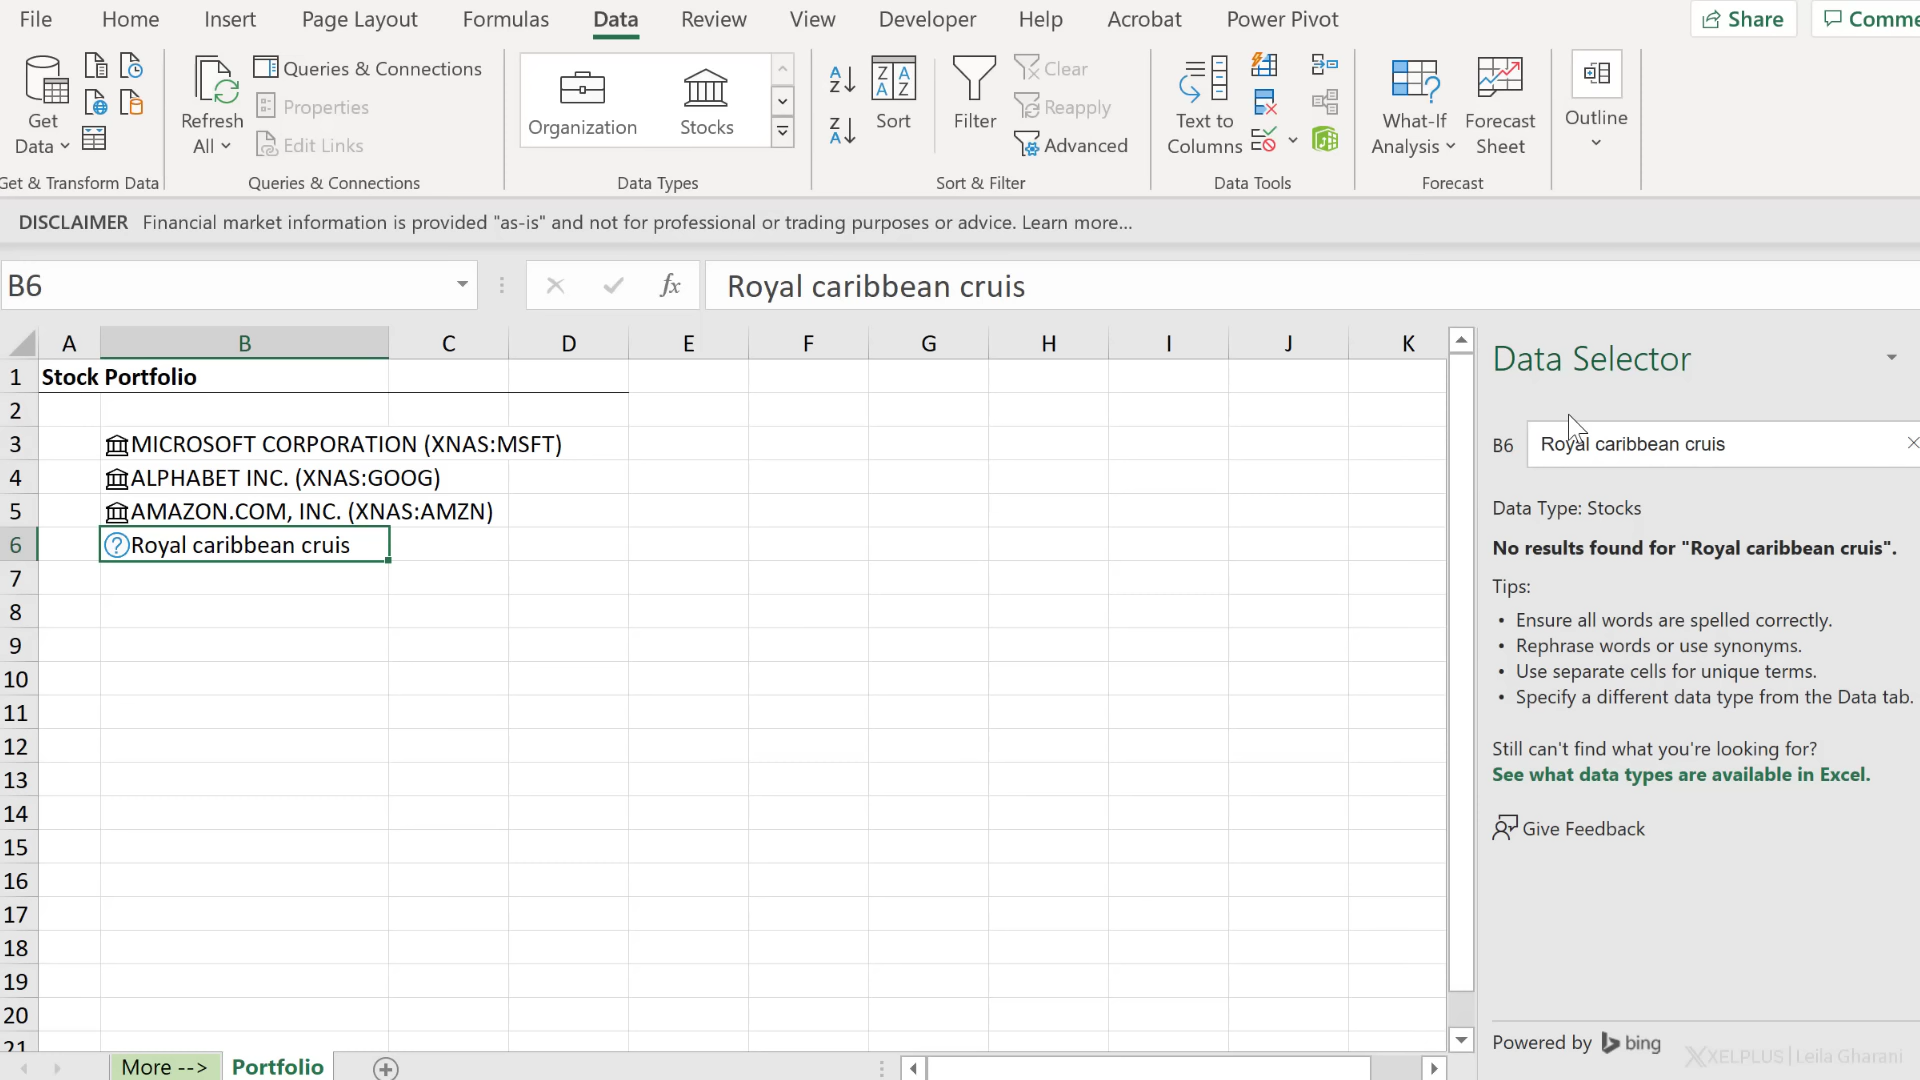 File Home Insert Page Layout Formulas Data Review View Developer Help Acrobat Power Pivot Share
Get Data
Refresh All
Queries & Connections
Properties
Edit Links
Organization
Stocks
Sort
Filter
Clear
Reapply
Advanced
Text to Columns
What-If Analysis
Forecast Sheet
Outline
Get & Transform Data Queries & Connections Data Types Sort & Filter Data Tools Forecast
DISCLAIMER Financial market information is provided "as-is" and not for professional or trading purposes or advice. Learn more...
B6 fx Royal caribbean cruis
A B C D E F G H I J K
1 Stock Portfolio
2
3 MICROSOFT CORPORATION (XNAS:MSFT)
4 ALPHABET INC. (XNAS:GOOG)
5 AMAZON.COM, INC. (XNAS:AMZN)
6 Royal caribbean cruis
7
8
9
10
11
12
13
14
15
16
17
18
19
20
21
More --> Portfolio
Data Selector
B6 Royal caribbean cruis
Data Type: Stocks
No results found for "Royal caribbean cruis".
Tips:
• Ensure all words are spelled correctly.
• Rephrase words or use synonyms.
• Use separate cells for unique terms.
• Specify a different data type from the Data tab.
Still can't find what you're looking for?
See what data types are available in Excel.
Give Feedback
Powered by bing
XELPLUS | Leila Gharani